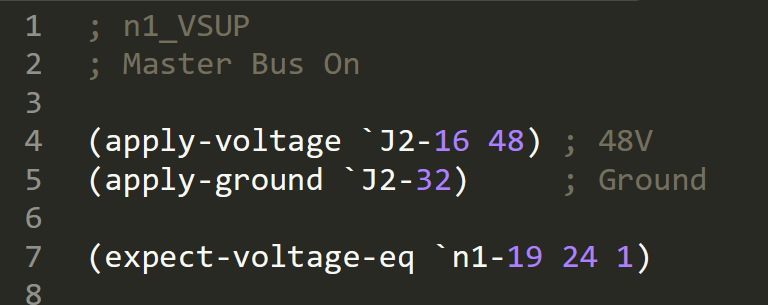 1 ; n1_VSUP
2 ; Master Bus On
3
4 (apply-voltage `J2-16 48) ; 48V
5 (apply-ground `J2-32)     ; Ground
6
7 (expect-voltage-eq `n1-19 24 1)
8